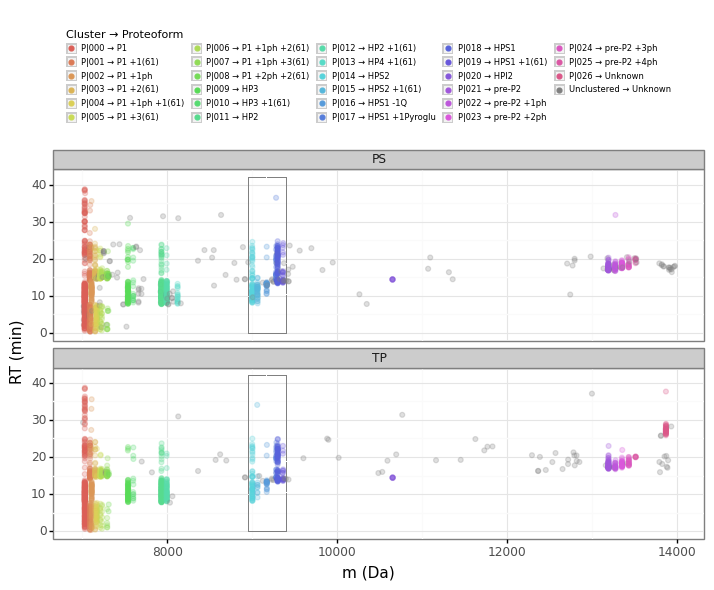 Cluster → Proteoform
PJ000 → P1
PJ001 → P1 +1(61)
PJ002 → P1 +1ph
PJ003 → P1 +2(61)
PJ004 → P1 +1ph +1(61)
PJ005 → P1 +3(61)
PJ006 → P1 +1ph +2(61)
PJ007 → P1 +1ph +3(61)
PJ008 → P1 +2ph +2(61)
PJ009 → HP3
PJ010 → HP3 +1(61)
PJ011 → HP2
PJ012 → HP2 +1(61)
PJ013 → HP4 +1(61)
PJ014 → HPS2
PJ015 → HPS2 +1(61)
PJ016 → HPS1 -1Q
PJ017 → HPS1 +1Pyroglu
PJ018 → HPS1
PJ019 → HPS1 +1(61)
PJ020 → HPI2
PJ021 → pre-P2
PJ022 → pre-P2 +1ph
PJ023 → pre-P2 +2ph
PJ024 → pre-P2 +3ph
PJ025 → pre-P2 +4ph
PJ026 → Unknown
Unclustered → Unknown
PS
40
30
20
10
0
TP
40
30
20
10
0
RT (min)
8000 10000 12000 14000
m (Da)